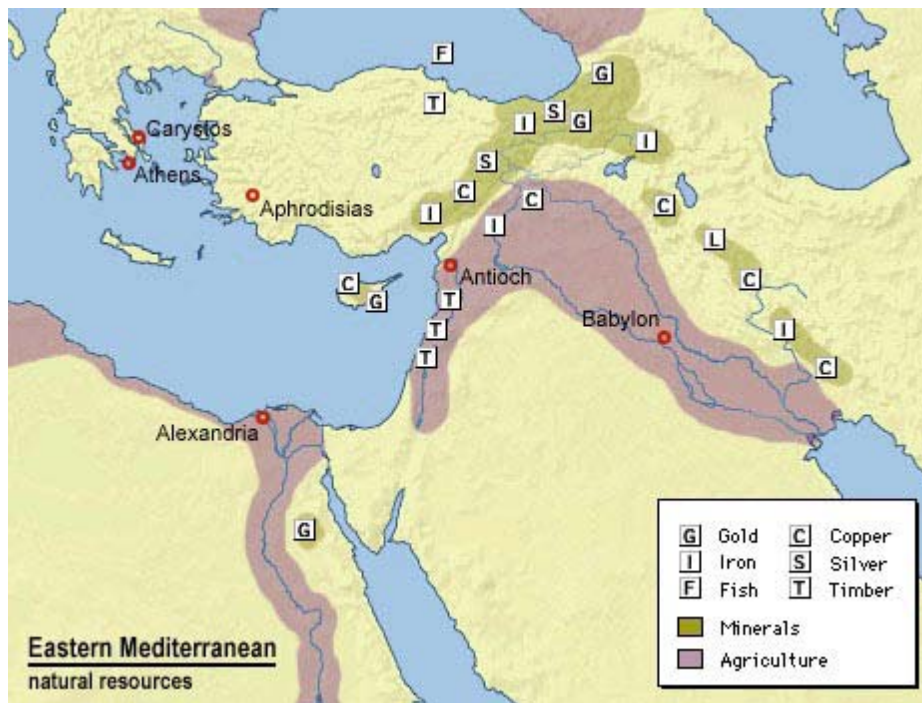 F
G
T
S
I
G
Carystos
I
Athens
S
C
C
Aphrodisias
I
I
C
L
Antioch
C
C
T
G
Babylon
T
I
T
C
Alexandria
G
G Gold C Copper
I Iron S Silver
F Fish T Timber
Minerals
Agriculture
Eastern Mediterranean
natural resources